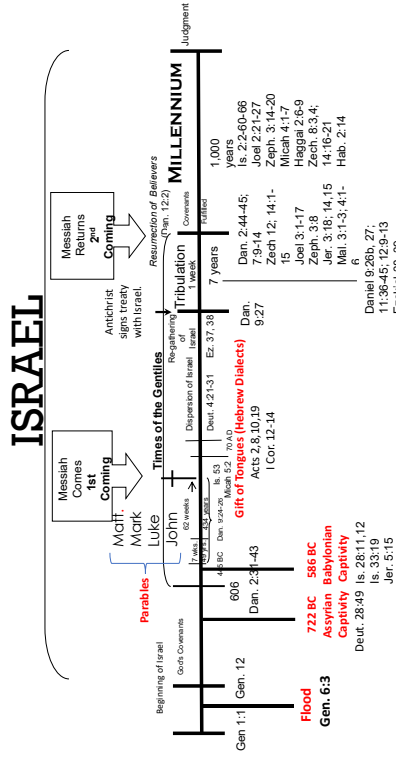 ISRAEL
Messiah
Comes
1st
Coming
Messiah
Returns
2nd
Coming
Antichrist
signs treaty
with Israel.
Resurrection of Believers
(Dan. 12:2)
Times of the Gentiles
Parables
Matt.
Mark
Luke
John
Beginning of Israel
God's Covenants
62 weeks
7 wks.
49 yrs
434 years
445 BC
Dan. 9:24-26
Is. 53
Micah 5:2
70 AD
Dispersion of Israel
Deut. 4:21-31
Re-gathering
of
Israel
Ez. 37, 38
Tribulation
1 week
7 years
Covenants
Fulfilled
MILLENNIUM
Judgment
Gen 1:1
Gen. 12
Flood
Gen. 6:3
606
Dan. 2:31-43
722 BC
Assyrian
Captivity
Deut. 28:49
586 BC
Babylonian
Captivity
Is. 28:11,12
Is. 33:19
Jer. 5:15
Gift of Tongues (Hebrew Dialects)
Acts 2, 8,10,19
I Cor. 12-14
Dan.
9:27
Dan. 2:44-45;
7:9-14
Zech 12; 14:1-
15
Joel 3:1-17
Zeph. 3:8
Jer. 3:18; 14,15
Mal. 3:1-3; 4:1-
6
Daniel 9:26b, 27;
11:36-45; 12:9-13
1,000
years
Is. 2:2-60-66
Joel 2:21-27
Zeph. 3:14-20
Micah 4:1-7
Haggai 2:6-9
Zech. 8:3,4;
14:16-21
Hab. 2:14